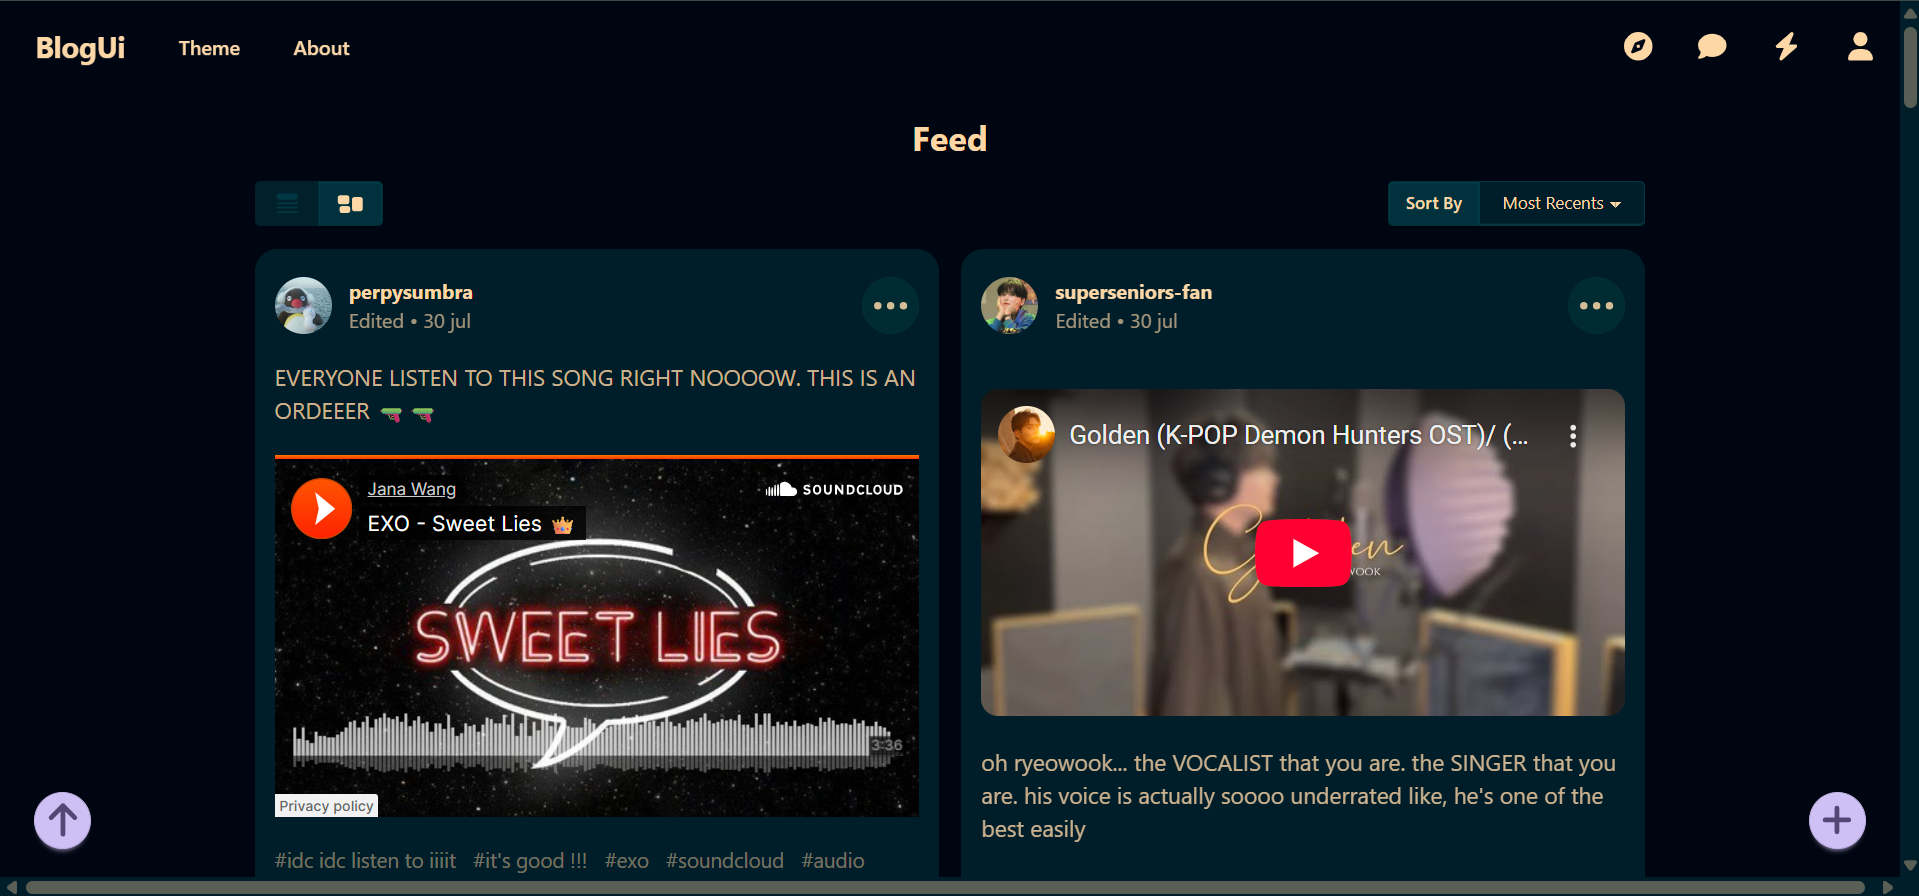 BlogUi
Theme
About
Feed
Sort By
Most Recents
perpysumbra
Edited • 30 jul
EVERYONE LISTEN TO THIS SONG RIGHT NOOOOW. THIS IS AN
ORDEEER
Jana Wang
SOUNDCLOUD
EXO - Sweet Lies
SWEET LIES
3:36
Privacy policy
#idc idc listen to iiiit #it's good !!! #exo #soundcloud #audio
superseniors-fan
Edited • 30 jul
Golden (K-POP Demon Hunters OST)/ (...
oh ryeowook... the VOCALIST that you are. the SINGER that you
are. his voice is actually soooo underrated like, he's one of the
best easily